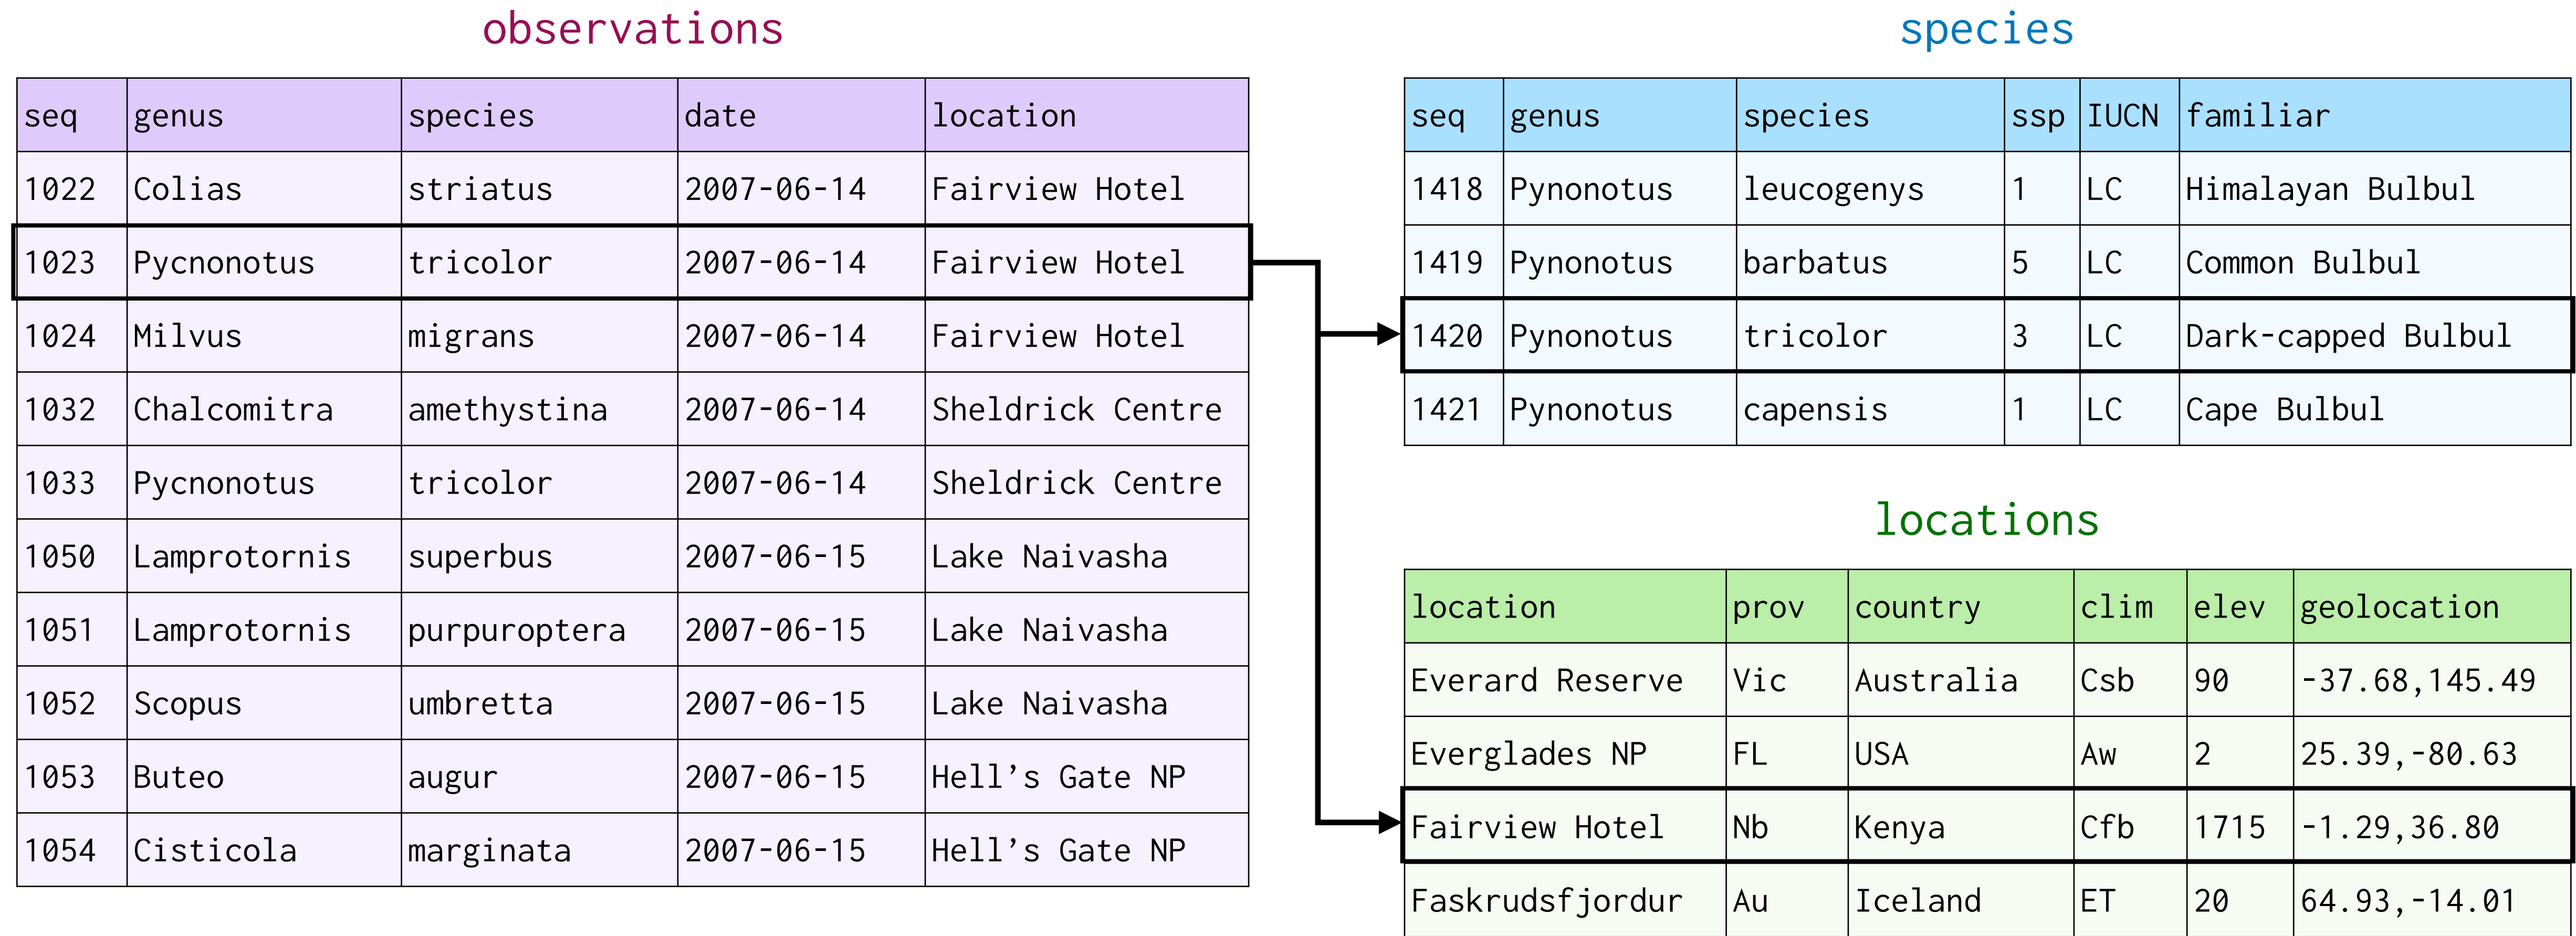 observations
seq genus species date location
1022 Colias striatus 2007-06-14 Fairview Hotel
1023 Pycnonotus tricolor 2007-06-14 Fairview Hotel
1024 Milvus migrans 2007-06-14 Fairview Hotel
1032 Chalcomitra amethystina 2007-06-14 Sheldrick Centre
1033 Pycnonotus tricolor 2007-06-14 Sheldrick Centre
1050 Lamprotornis superbus 2007-06-15 Lake Naivasha
1051 Lamprotornis purpuroptera 2007-06-15 Lake Naivasha
1052 Scopus umbretta 2007-06-15 Lake Naivasha
1053 Buteo augur 2007-06-15 Hell’s Gate NP
1054 Cisticola marginata 2007-06-15 Hell’s Gate NP
species
seq genus species ssp IUCN familiar
1418 Pynonotus leucogenys 1 LC Himalayan Bulbul
1419 Pynonotus barbatus 5 LC Common Bulbul
1420 Pynonotus tricolor 3 LC Dark-capped Bulbul
1421 Pynonotus capensis 1 LC Cape Bulbul
locations
location prov country clim elev geolocation
Everard Reserve Vic Australia Csb 90 -37.68,145.49
Everglades NP FL USA Aw 2 25.39,-80.63
Fairview Hotel Nb Kenya Cfb 1715 -1.29,36.80
Faskrudsfjordur Au Iceland ET 20 64.93,-14.01